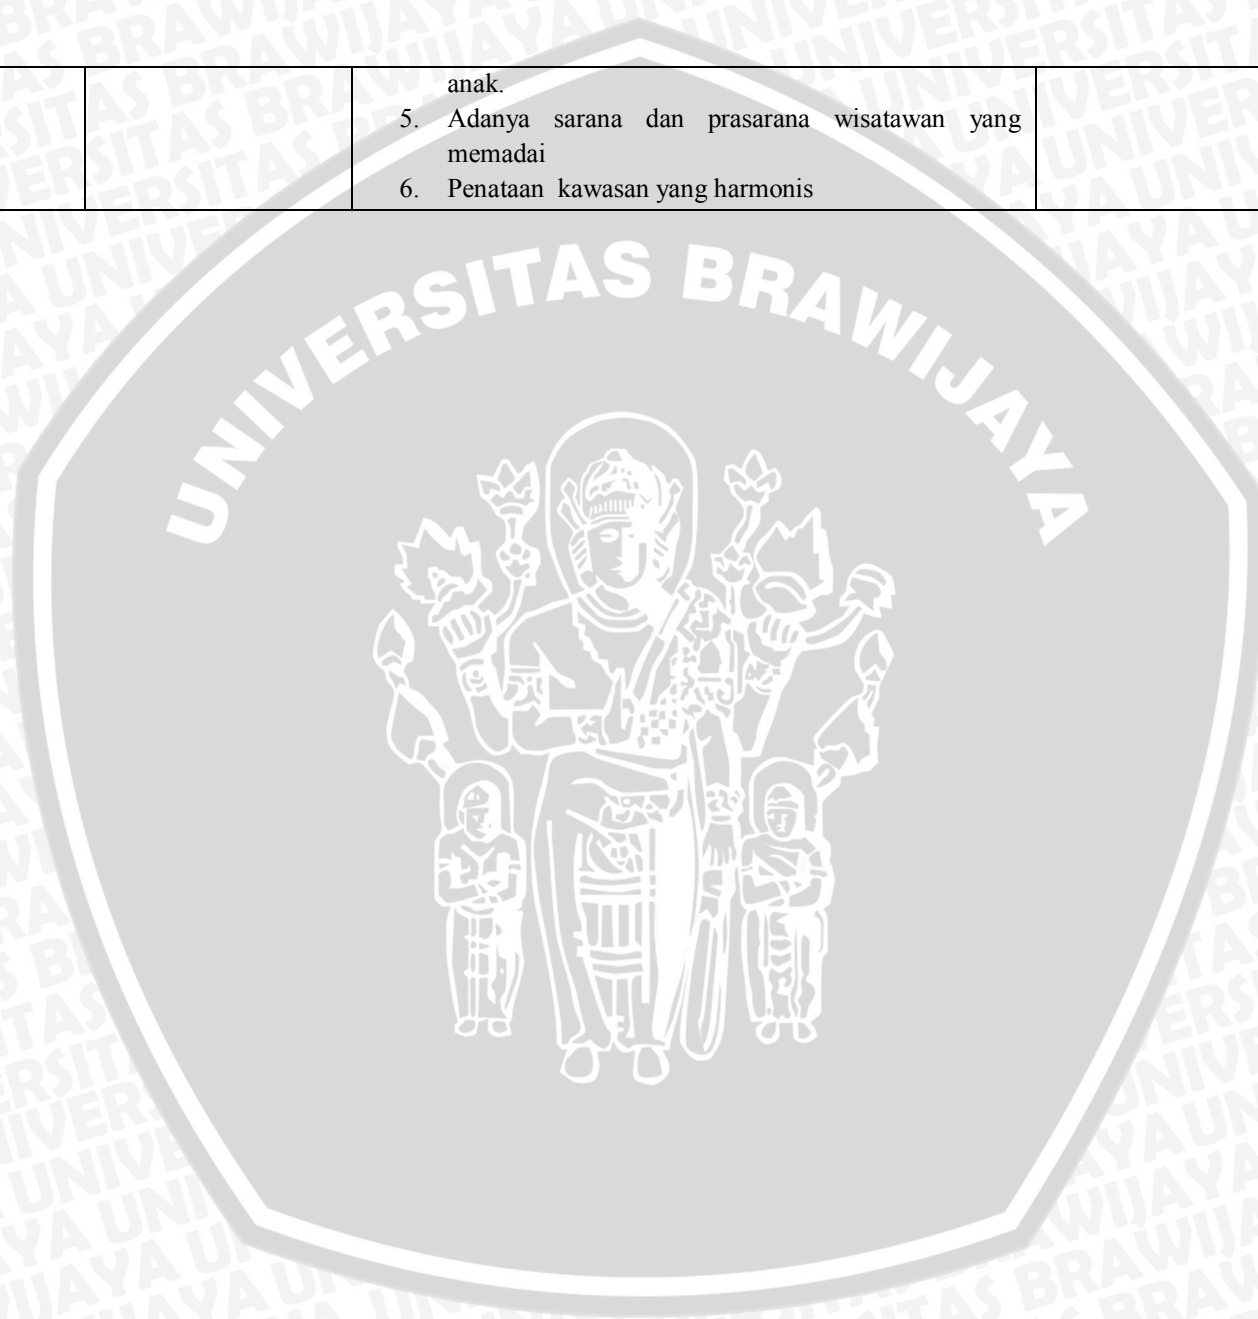 anak.
5. Adanya sarana dan prasarana wisatawan yang
memadai
6. Penataan kawasan yang harmonis
UNIVERSITAS BRAWIJAYA